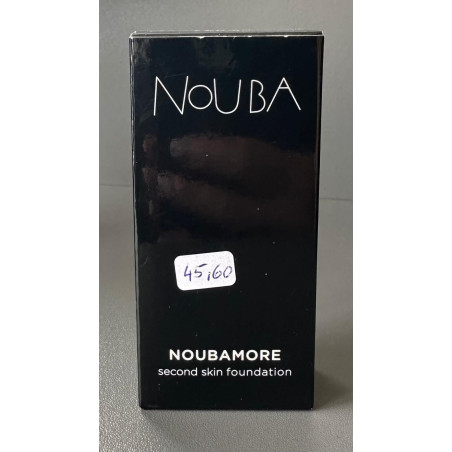 NoUBA
45,60
NOUBAMORE
second skin foundation